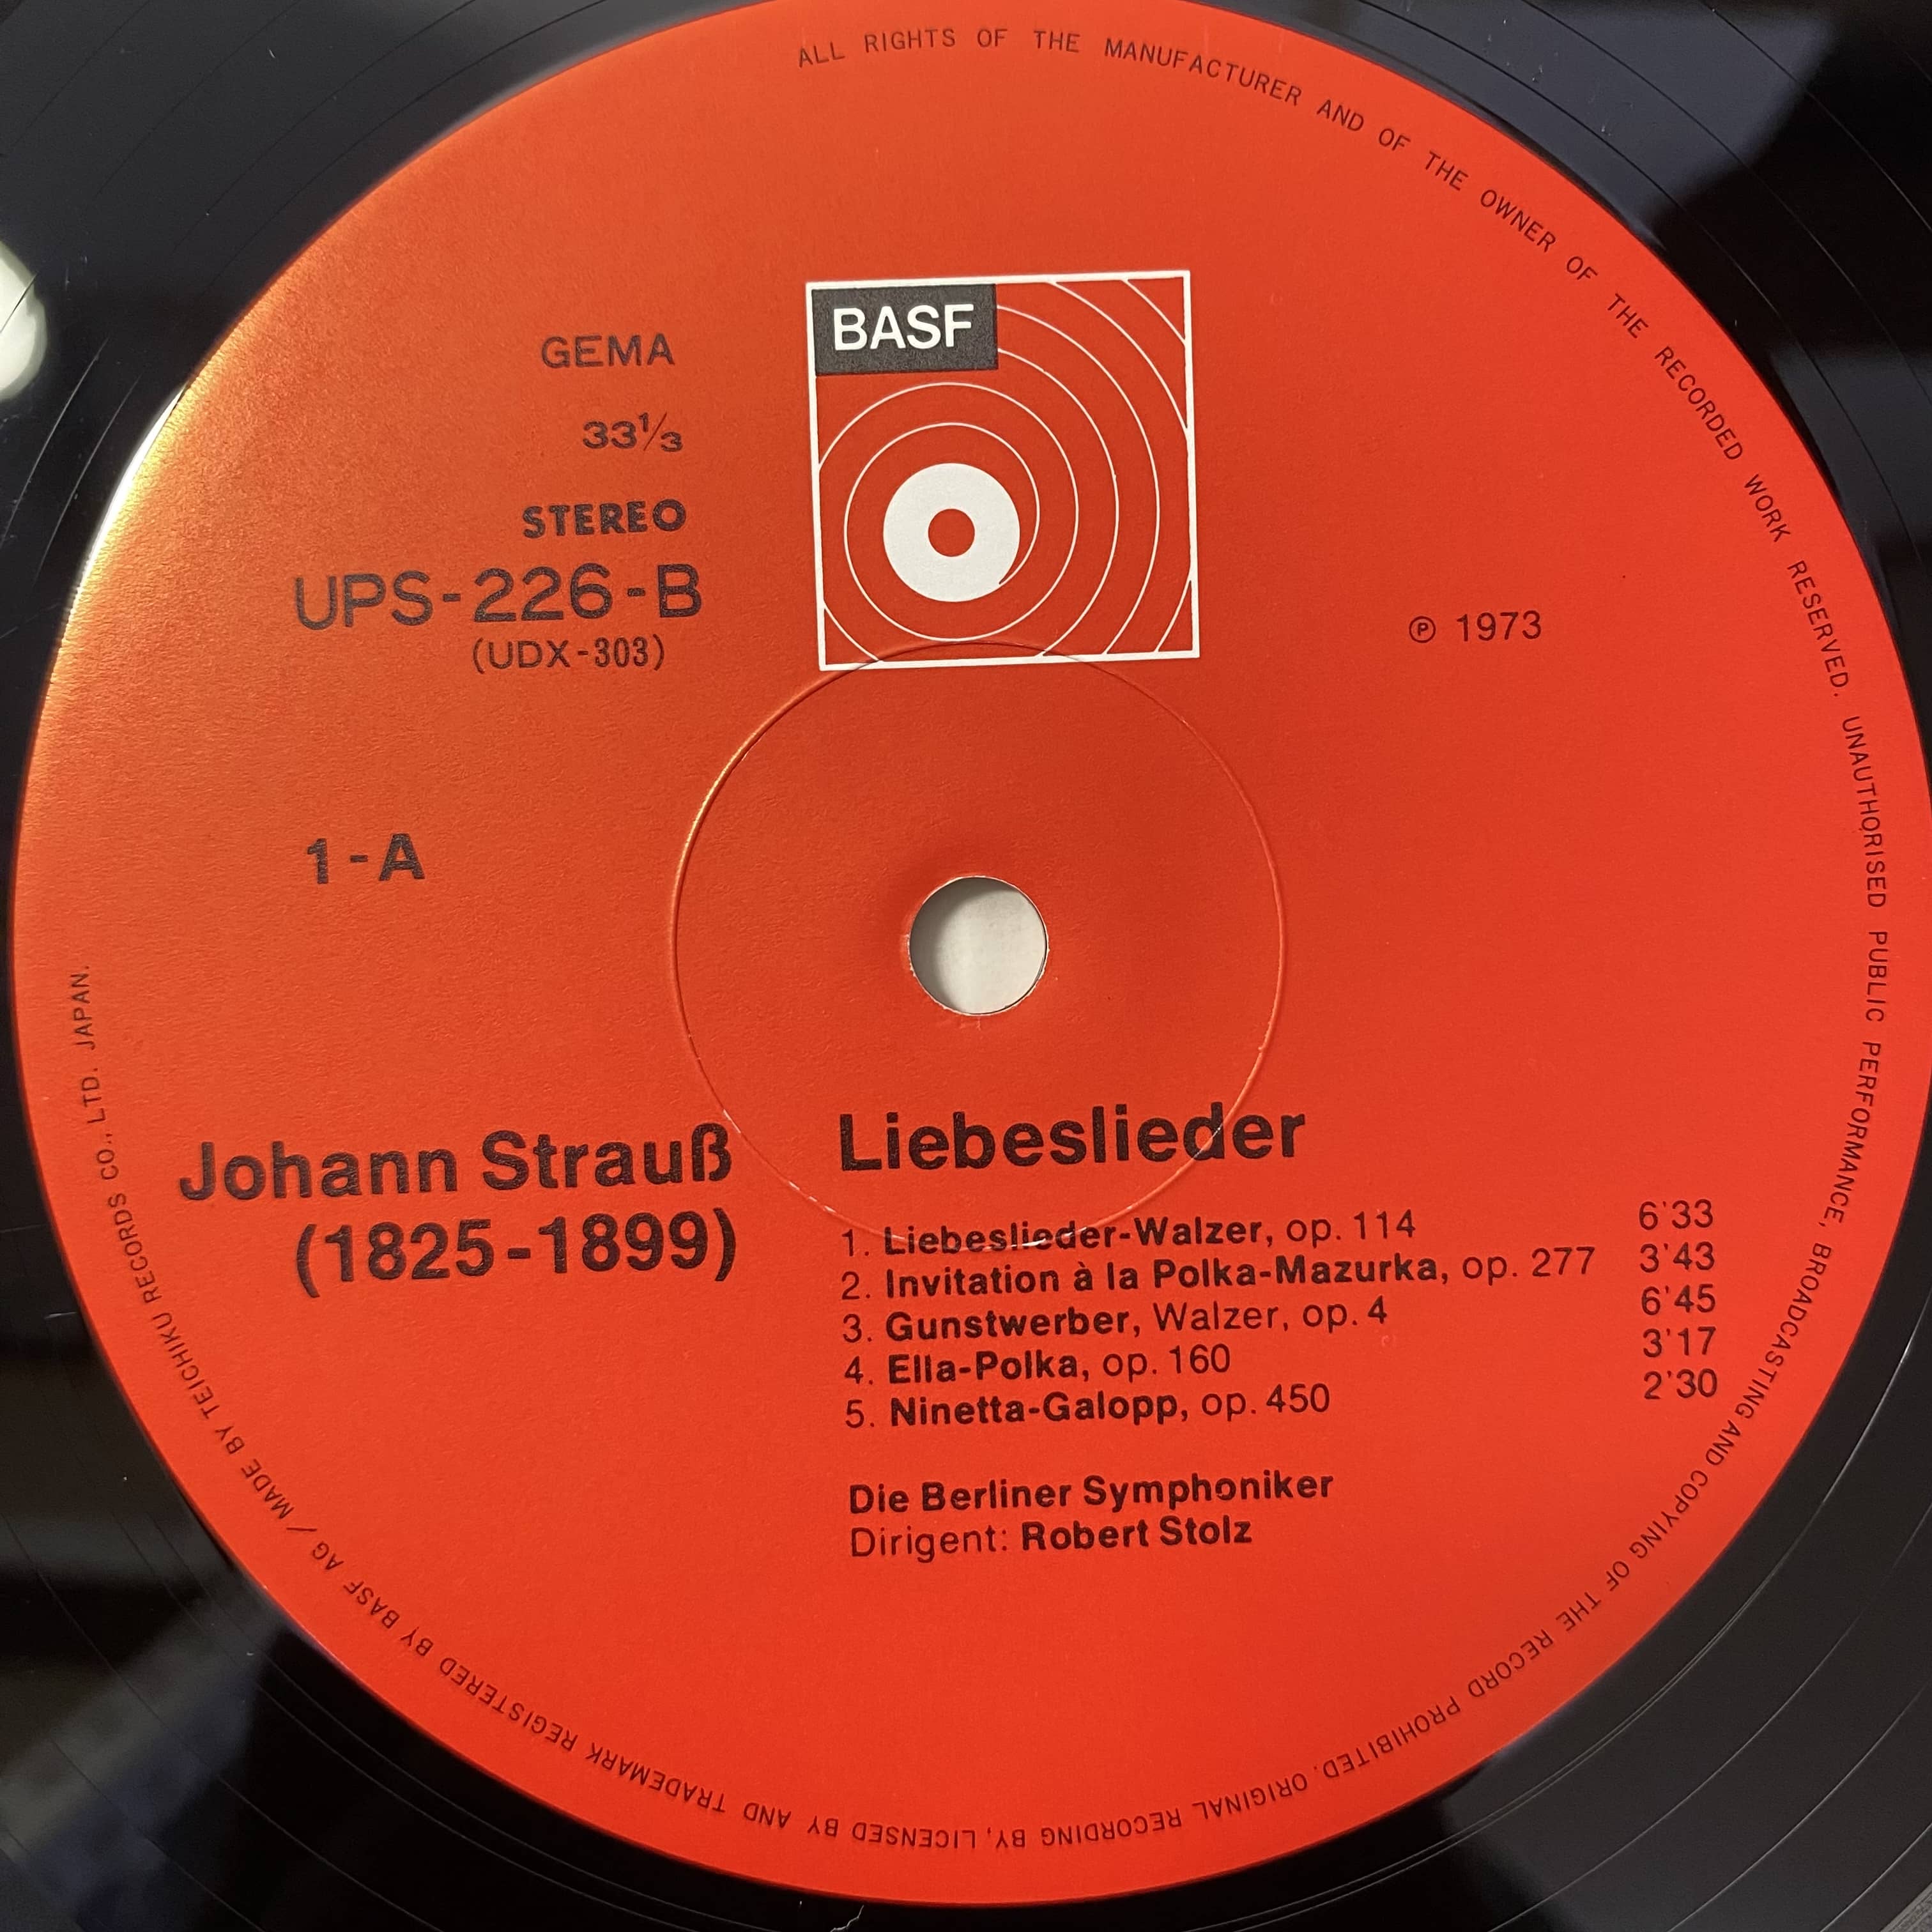 ALL RIGHTS OF THE MANUFACTURER AND OF THE OWNER OF THE RECORDED WORK RESERVED. UNAUTHORISED PUBLIC PERFORMANCE, BROADCASTING AND COPYING OF THE RECORD PROHIBITED. ORIGINAL RECORDING BY, LICENSED BY AND TRADEMARK REGISTERED BY BASF AG / MADE BY TEICHIKU RECORDS CO., LTD. JAPAN.
BASF
GEMA
33⅓
STEREO
UPS-226-B
(UDX-303)
℗ 1973
1-A
Johann Strauß
(1825-1899)
Liebeslieder
1. Liebeslieder-Walzer, op. 114 6'33
2. Invitation à la Polka-Mazurka, op. 277 3'43
3. Gunstwerber, Walzer, op. 4 6'45
4. Ella-Polka, op. 160 3'17
5. Ninetta-Galopp, op. 450 2'30
Die Berliner Symphoniker
Dirigent: Robert Stolz